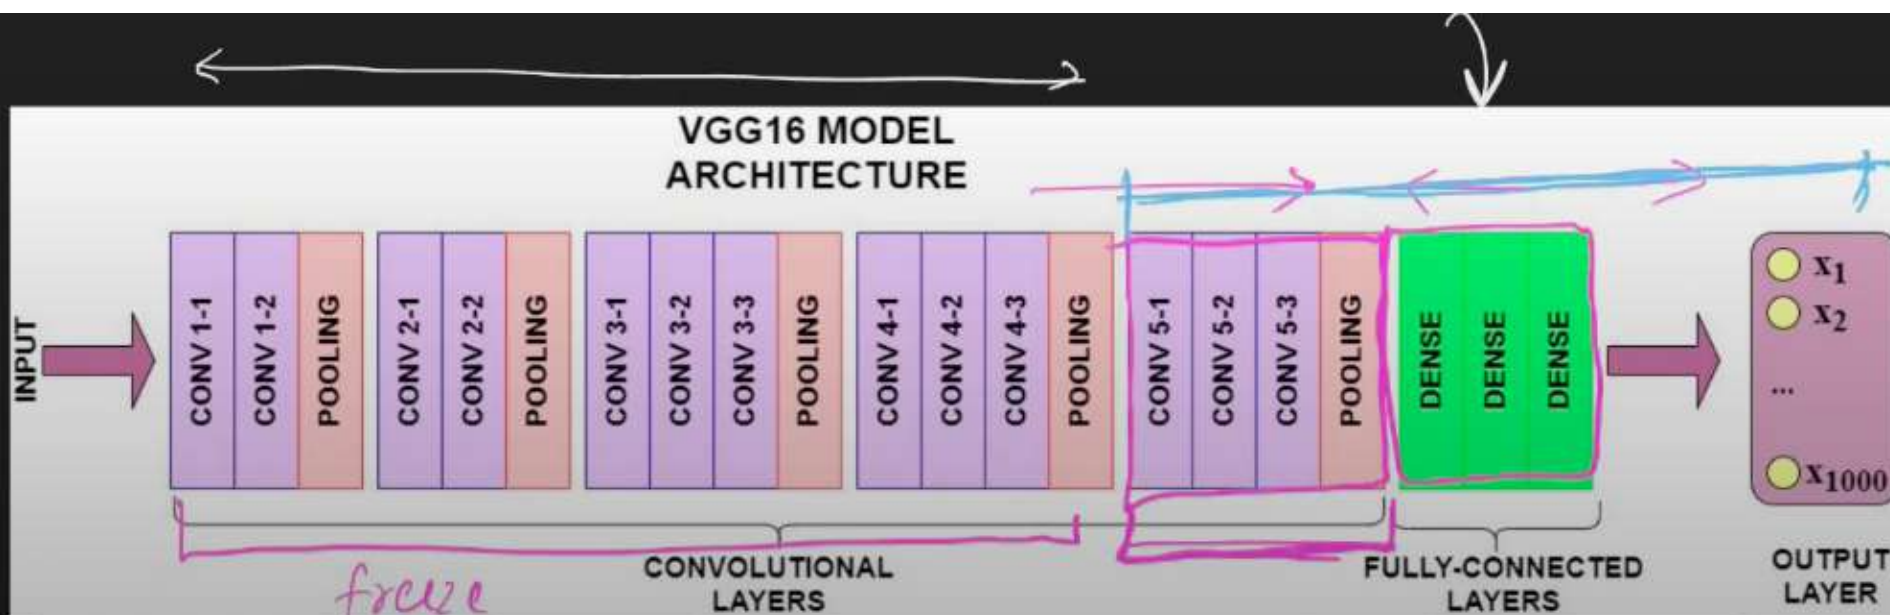 VGG16 MODEL
ARCHITECTURE
INPUT
CONV 1-1
CONV 1-2
POOLING
CONV 2-1
CONV 2-2
POOLING
CONV 3-1
CONV 3-2
CONV 3-3
POOLING
CONV 4-1
CONV 4-2
CONV 4-3
POOLING
CONV 5-1
CONV 5-2
CONV 5-3
POOLING
DENSE
DENSE
DENSE
x1
x2
...
x1000
freeze
CONVOLUTIONAL
LAYERS
FULLY-CONNECTED
LAYERS
OUTPUT
LAYER